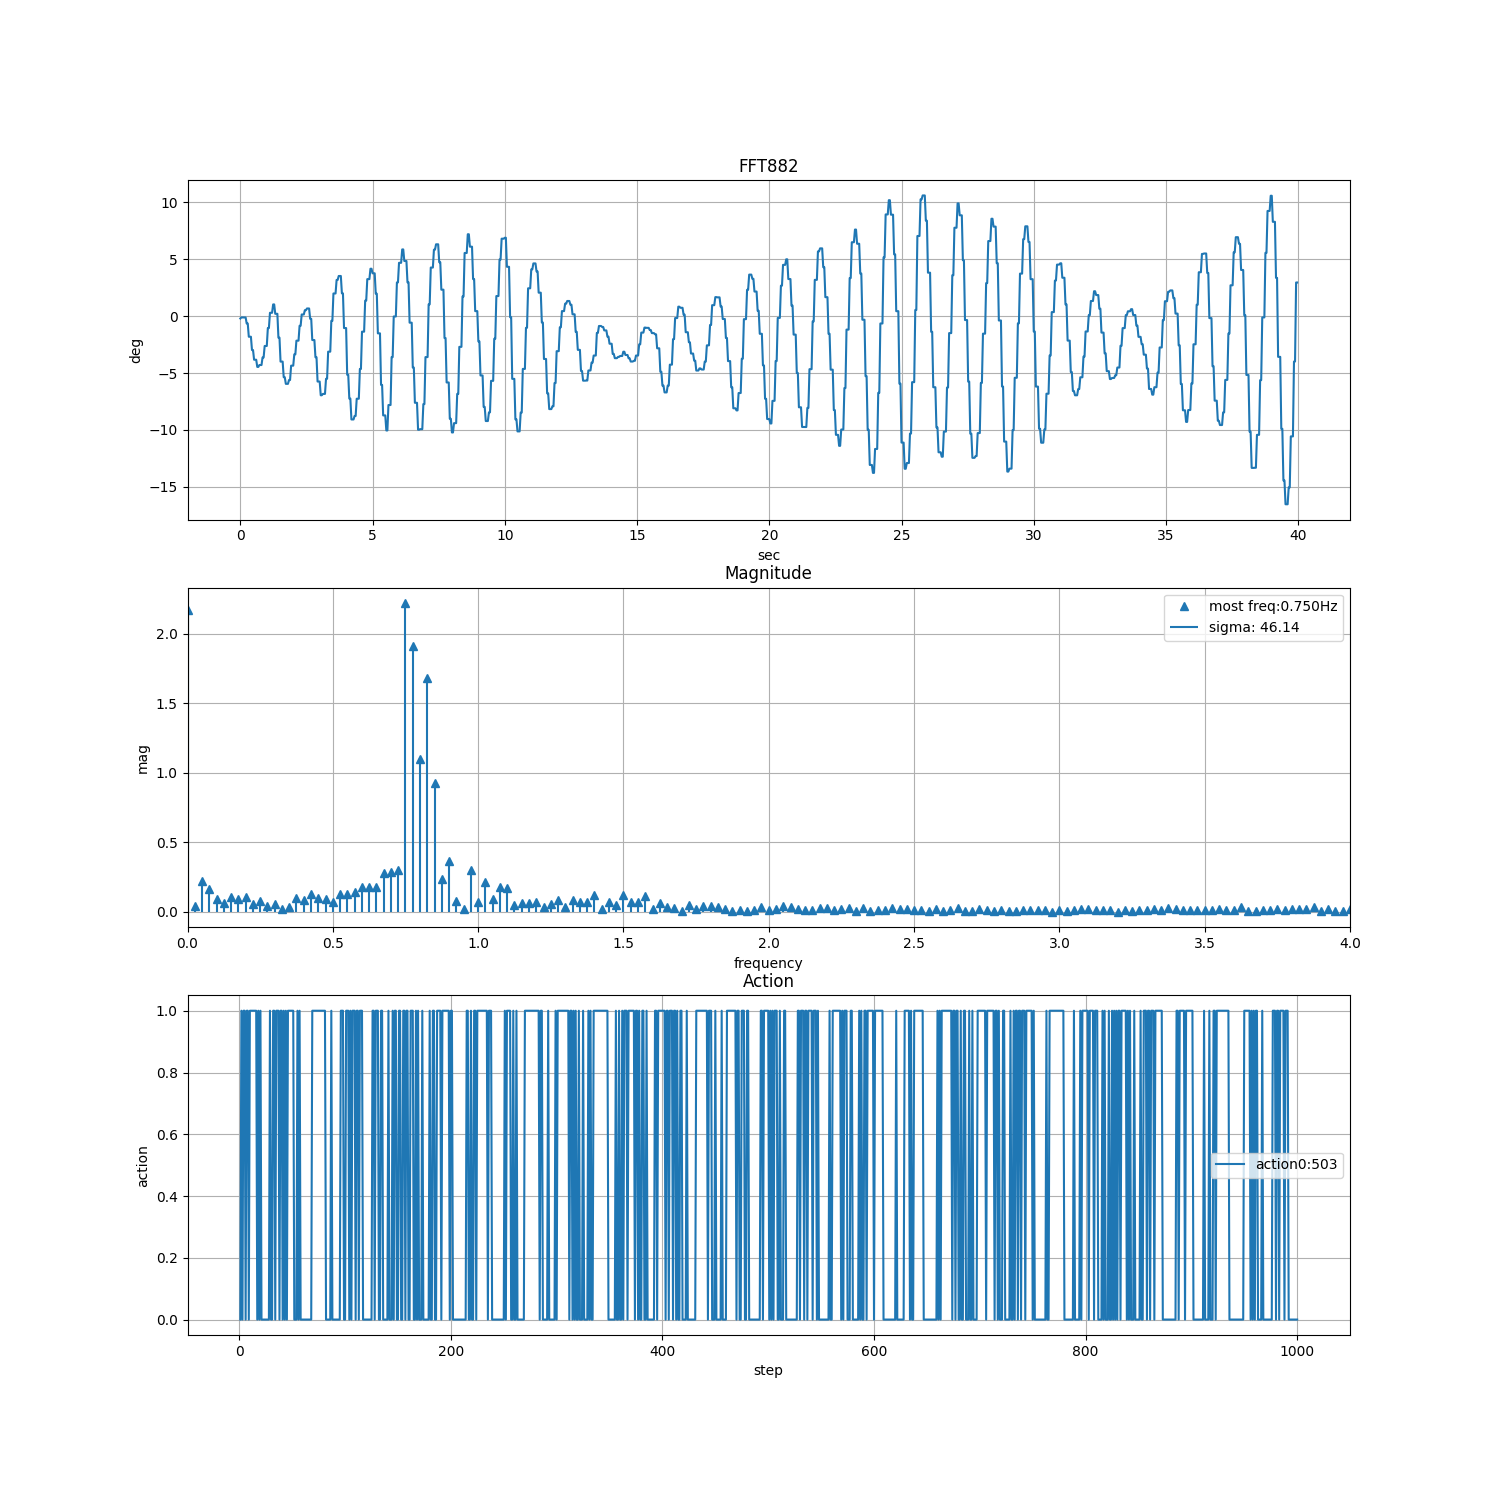 FFT882
10
5
0
−5
−10
−15
deg
0 5 10 15 20 25 30 35 40
sec
Magnitude
most freq:0.750Hz
sigma: 46.14
2.0
1.5
1.0
0.5
0.0
mag
0.0 0.5 1.0 1.5 2.0 2.5 3.0 3.5 4.0
frequency
Action
1.0
0.8
0.6
0.4
0.2
0.0
action
action0:503
0 200 400 600 800 1000
step